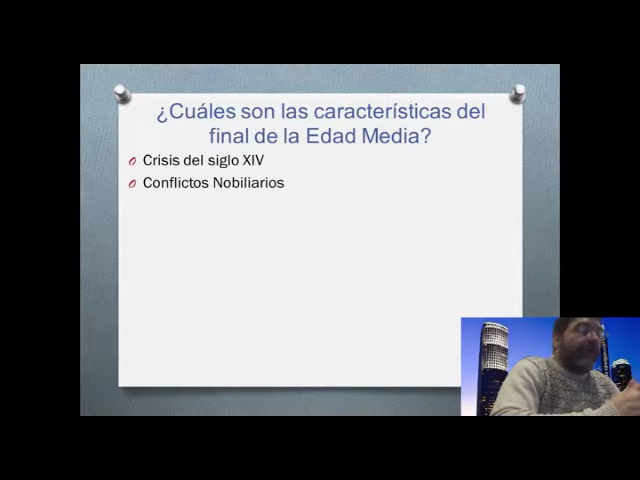 ¿Cuáles son las características del
final de la Edad Media?
Crisis del siglo XIV
Conflictos Nobiliarios